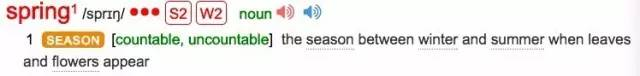 spring¹ /sprɪŋ/ ●●● S2 W2 noun
1 SEASON [countable, uncountable] the season between winter and summer when leaves
and flowers appear